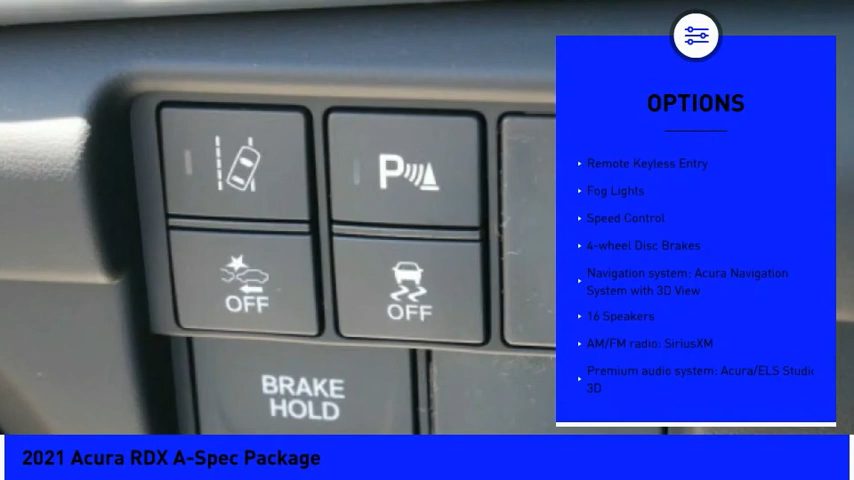 P
OFF
OFF
BRAKE
HOLD
OPTIONS
Remote Keyless Entry
Fog Lights
Speed Control
4-wheel Disc Brakes
Navigation system: Acura Navigation
System with 3D View
16 Speakers
AM/FM radio: SiriusXM
Premium audio system: Acura/ELS Studio
3D
2021 Acura RDX A-Spec Package